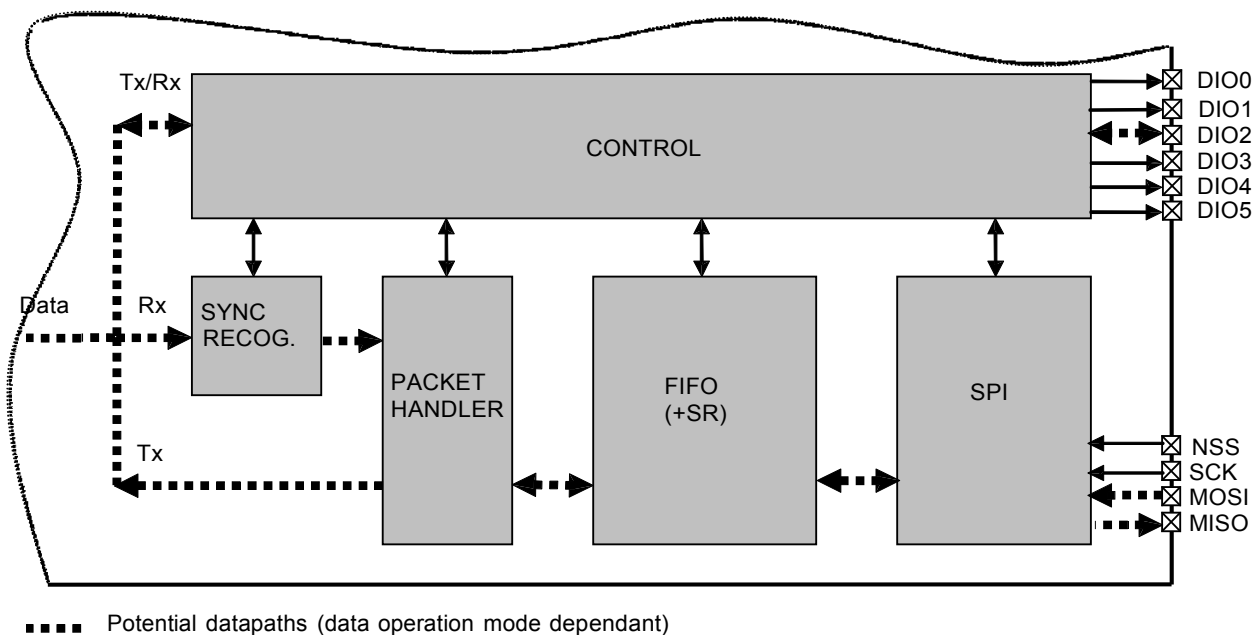 Tx/Rx
CONTROL
DIO0
DIO1
DIO2
DIO3
DIO4
DIO5
Data
Rx
SYNC
RECOG.
PACKET
HANDLER
FIFO
(+SR)
SPI
Tx
NSS
SCK
MOSI
MISO
Potential datapaths (data operation mode dependant)